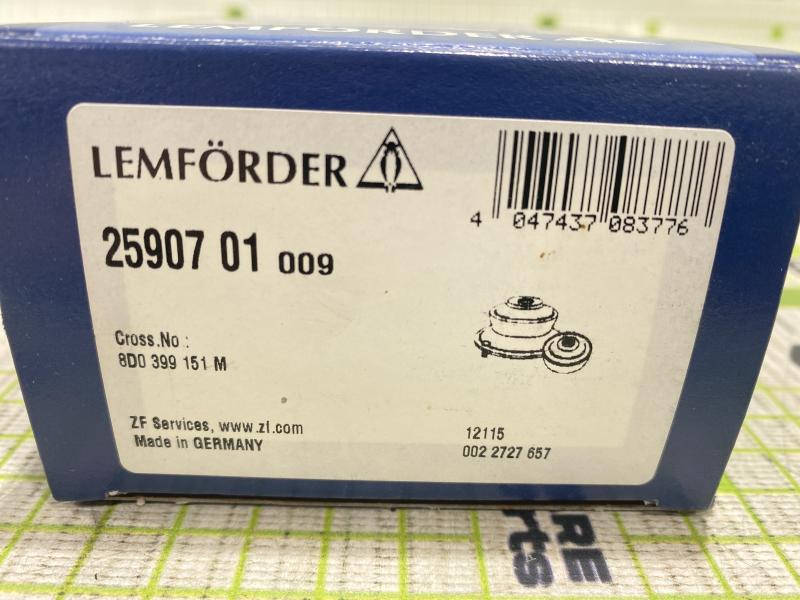 LEMFÖRDER
LEMFÖRDER
4 047437 083776
25907 01 009
Cross.No :
8D0 399 151 M
ZF Services, www.zf.com
Made in GERMANY
12115
002 2727 657